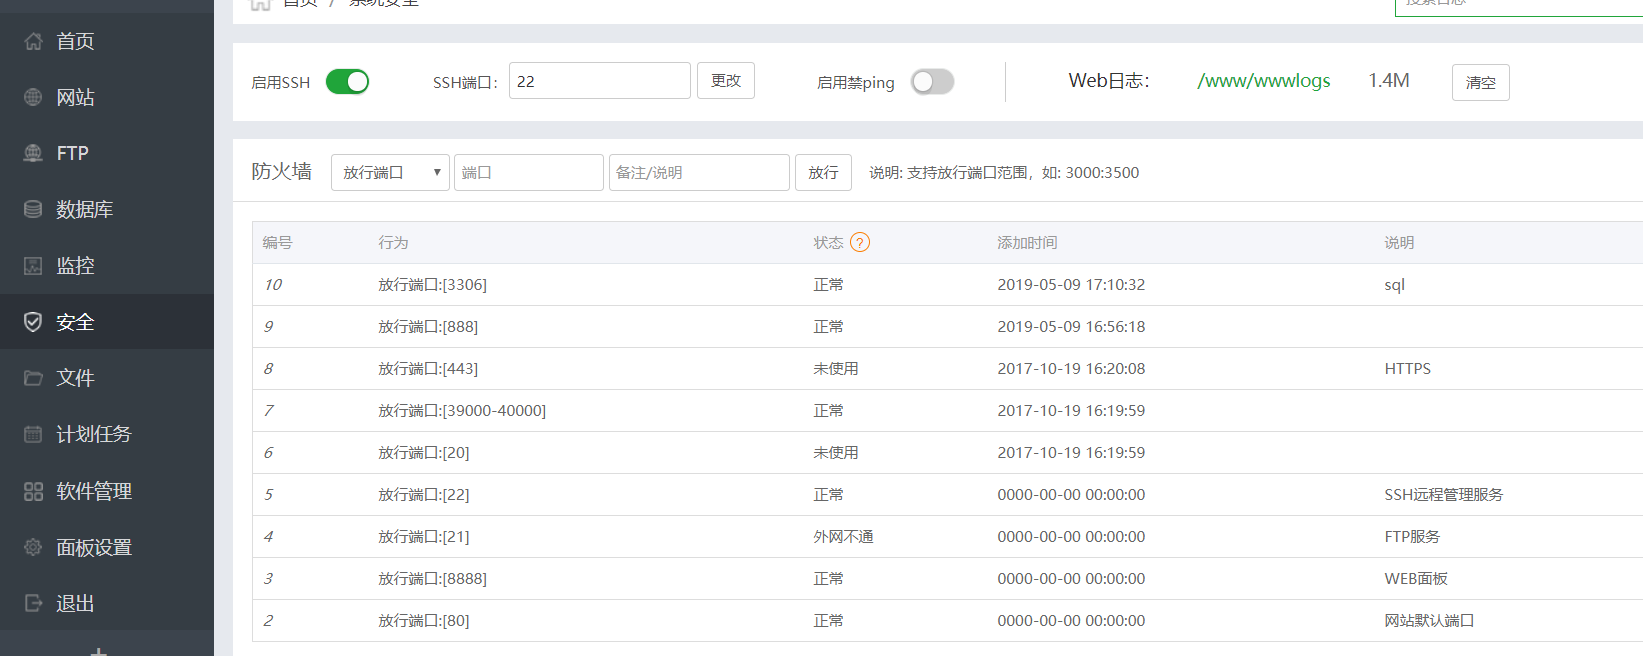 首页 / 系统安全
搜索日志
首页
网站
FTP
数据库
监控
安全
文件
计划任务
软件管理
面板设置
退出
启用SSH
SSH端口: 22 更改
启用禁ping
Web日志: /www/wwwlogs 1.4M 清空
防火墙 放行端口 端口 备注/说明 放行 说明: 支持放行端口范围，如: 3000:3500
编号 行为 状态 ? 添加时间 说明
10 放行端口:[3306] 正常 2019-05-09 17:10:32 sql
9 放行端口:[888] 正常 2019-05-09 16:56:18
8 放行端口:[443] 未使用 2017-10-19 16:20:08 HTTPS
7 放行端口:[39000-40000] 正常 2017-10-19 16:19:59
6 放行端口:[20] 未使用 2017-10-19 16:19:59
5 放行端口:[22] 正常 0000-00-00 00:00:00 SSH远程管理服务
4 放行端口:[21] 外网不通 0000-00-00 00:00:00 FTP服务
3 放行端口:[8888] 正常 0000-00-00 00:00:00 WEB面板
2 放行端口:[80] 正常 0000-00-00 00:00:00 网站默认端口